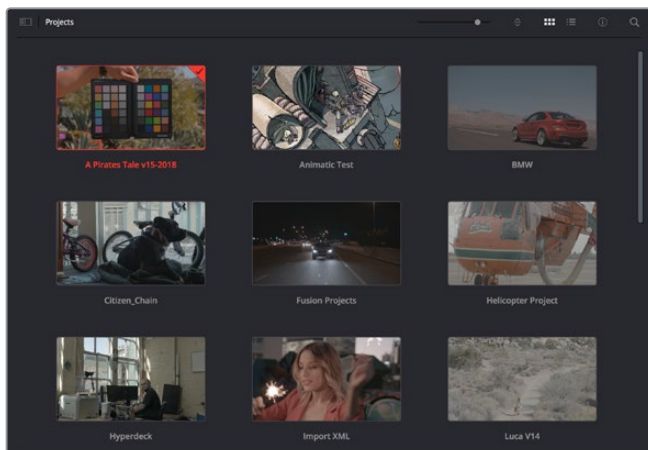 Projects
A Pirates Tale v15-2018
Animatic Test
BMW
Citizen_Chain
Fusion Projects
Helicopter Project
Hyperdeck
Import XML
Luca V14